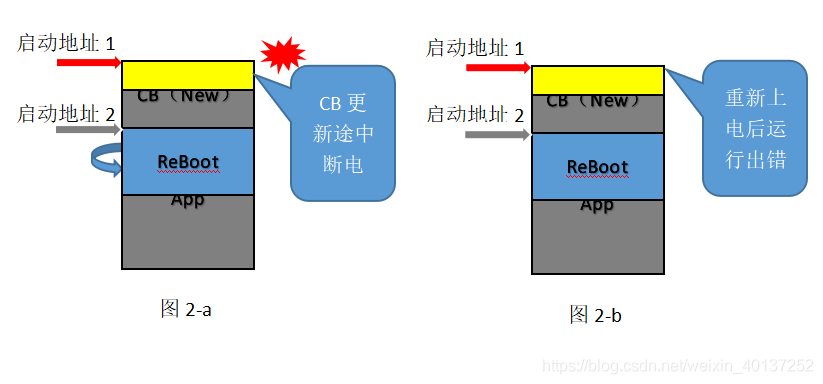 启动地址 1
CB（New）
启动地址 2
ReBoot
App
CB 更
新途中
断电
图 2-a
启动地址 1
CB（New）
启动地址 2
ReBoot
App
重新上
电后运
行出错
图 2-b
https://blog.csdn.net/weixin_40137252